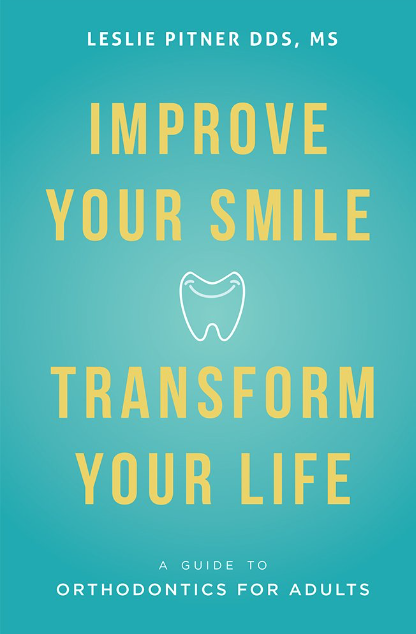 LESLIE PITNER DDS, MS
IMPROVE
YOUR SMILE
TRANSFORM
YOUR LIFE
A GUIDE TO
ORTHODONTICS FOR ADULTS